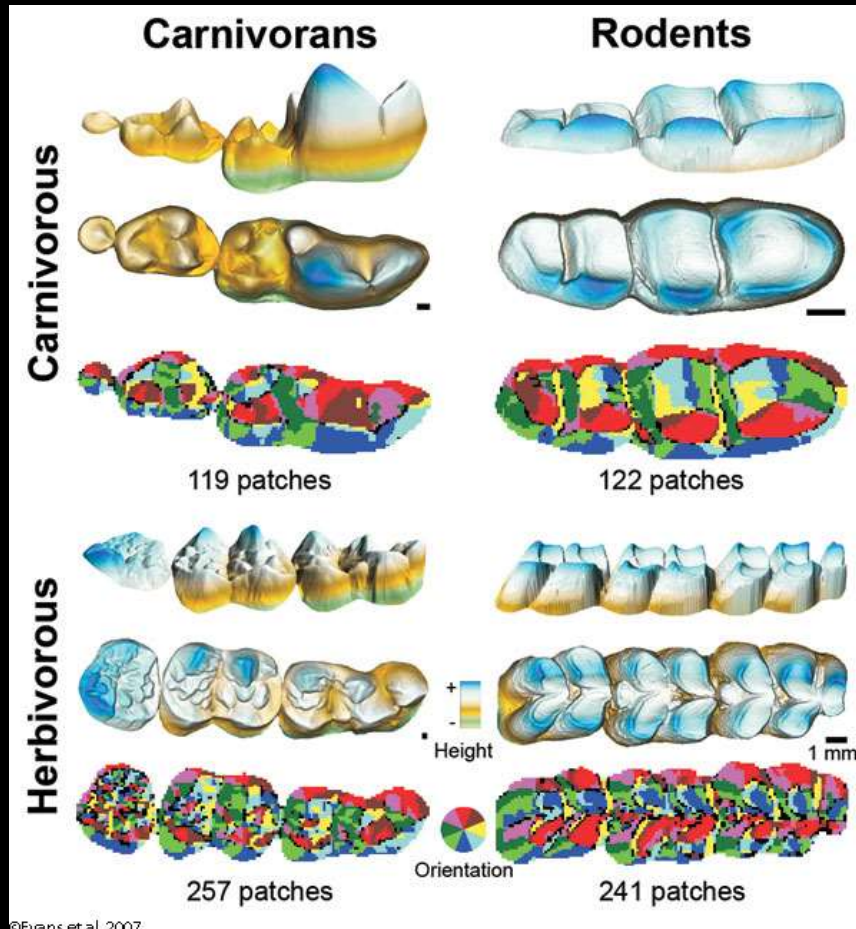 Carnivorans
Rodents
Carnivorous
119 patches
122 patches
Herbivorous
+
-
Height
1 mm
Orientation
257 patches
241 patches
©Evans et al. 2007